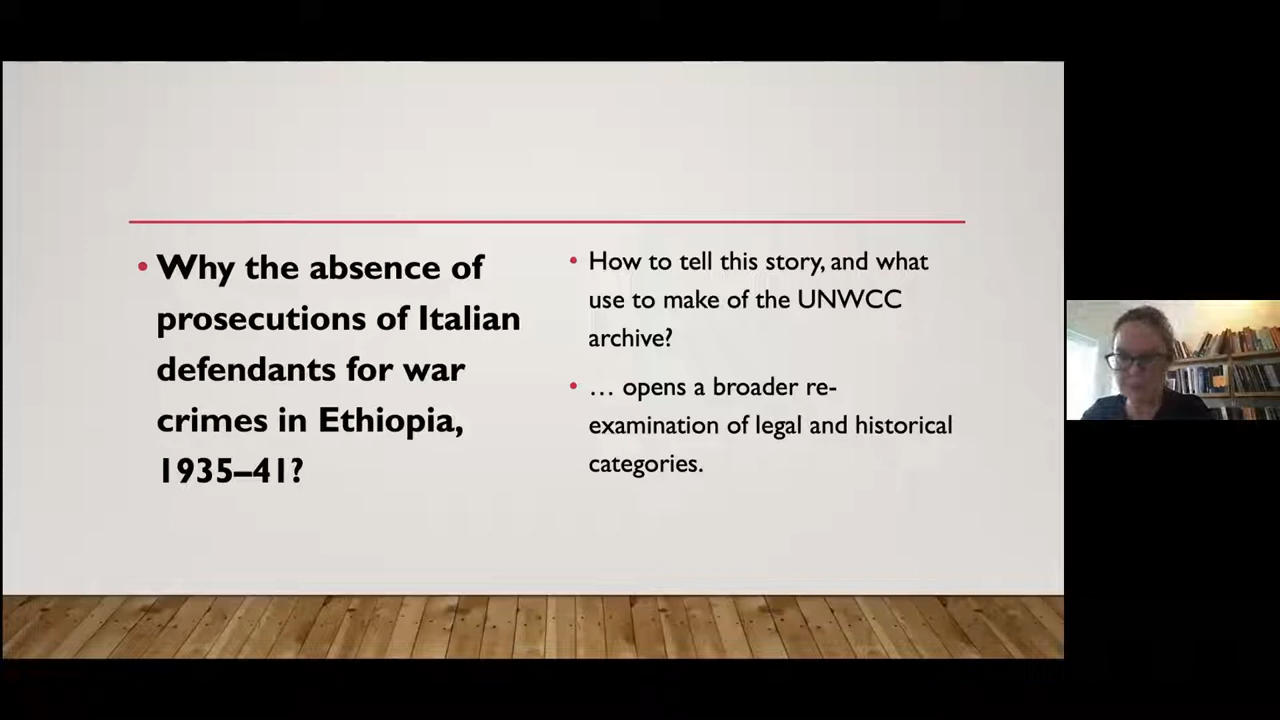 • Why the absence of
prosecutions of Italian
defendants for war
crimes in Ethiopia,
1935–41?
• How to tell this story, and what
use to make of the UNWCC
archive?
• … opens a broader re-
examination of legal and historical
categories.